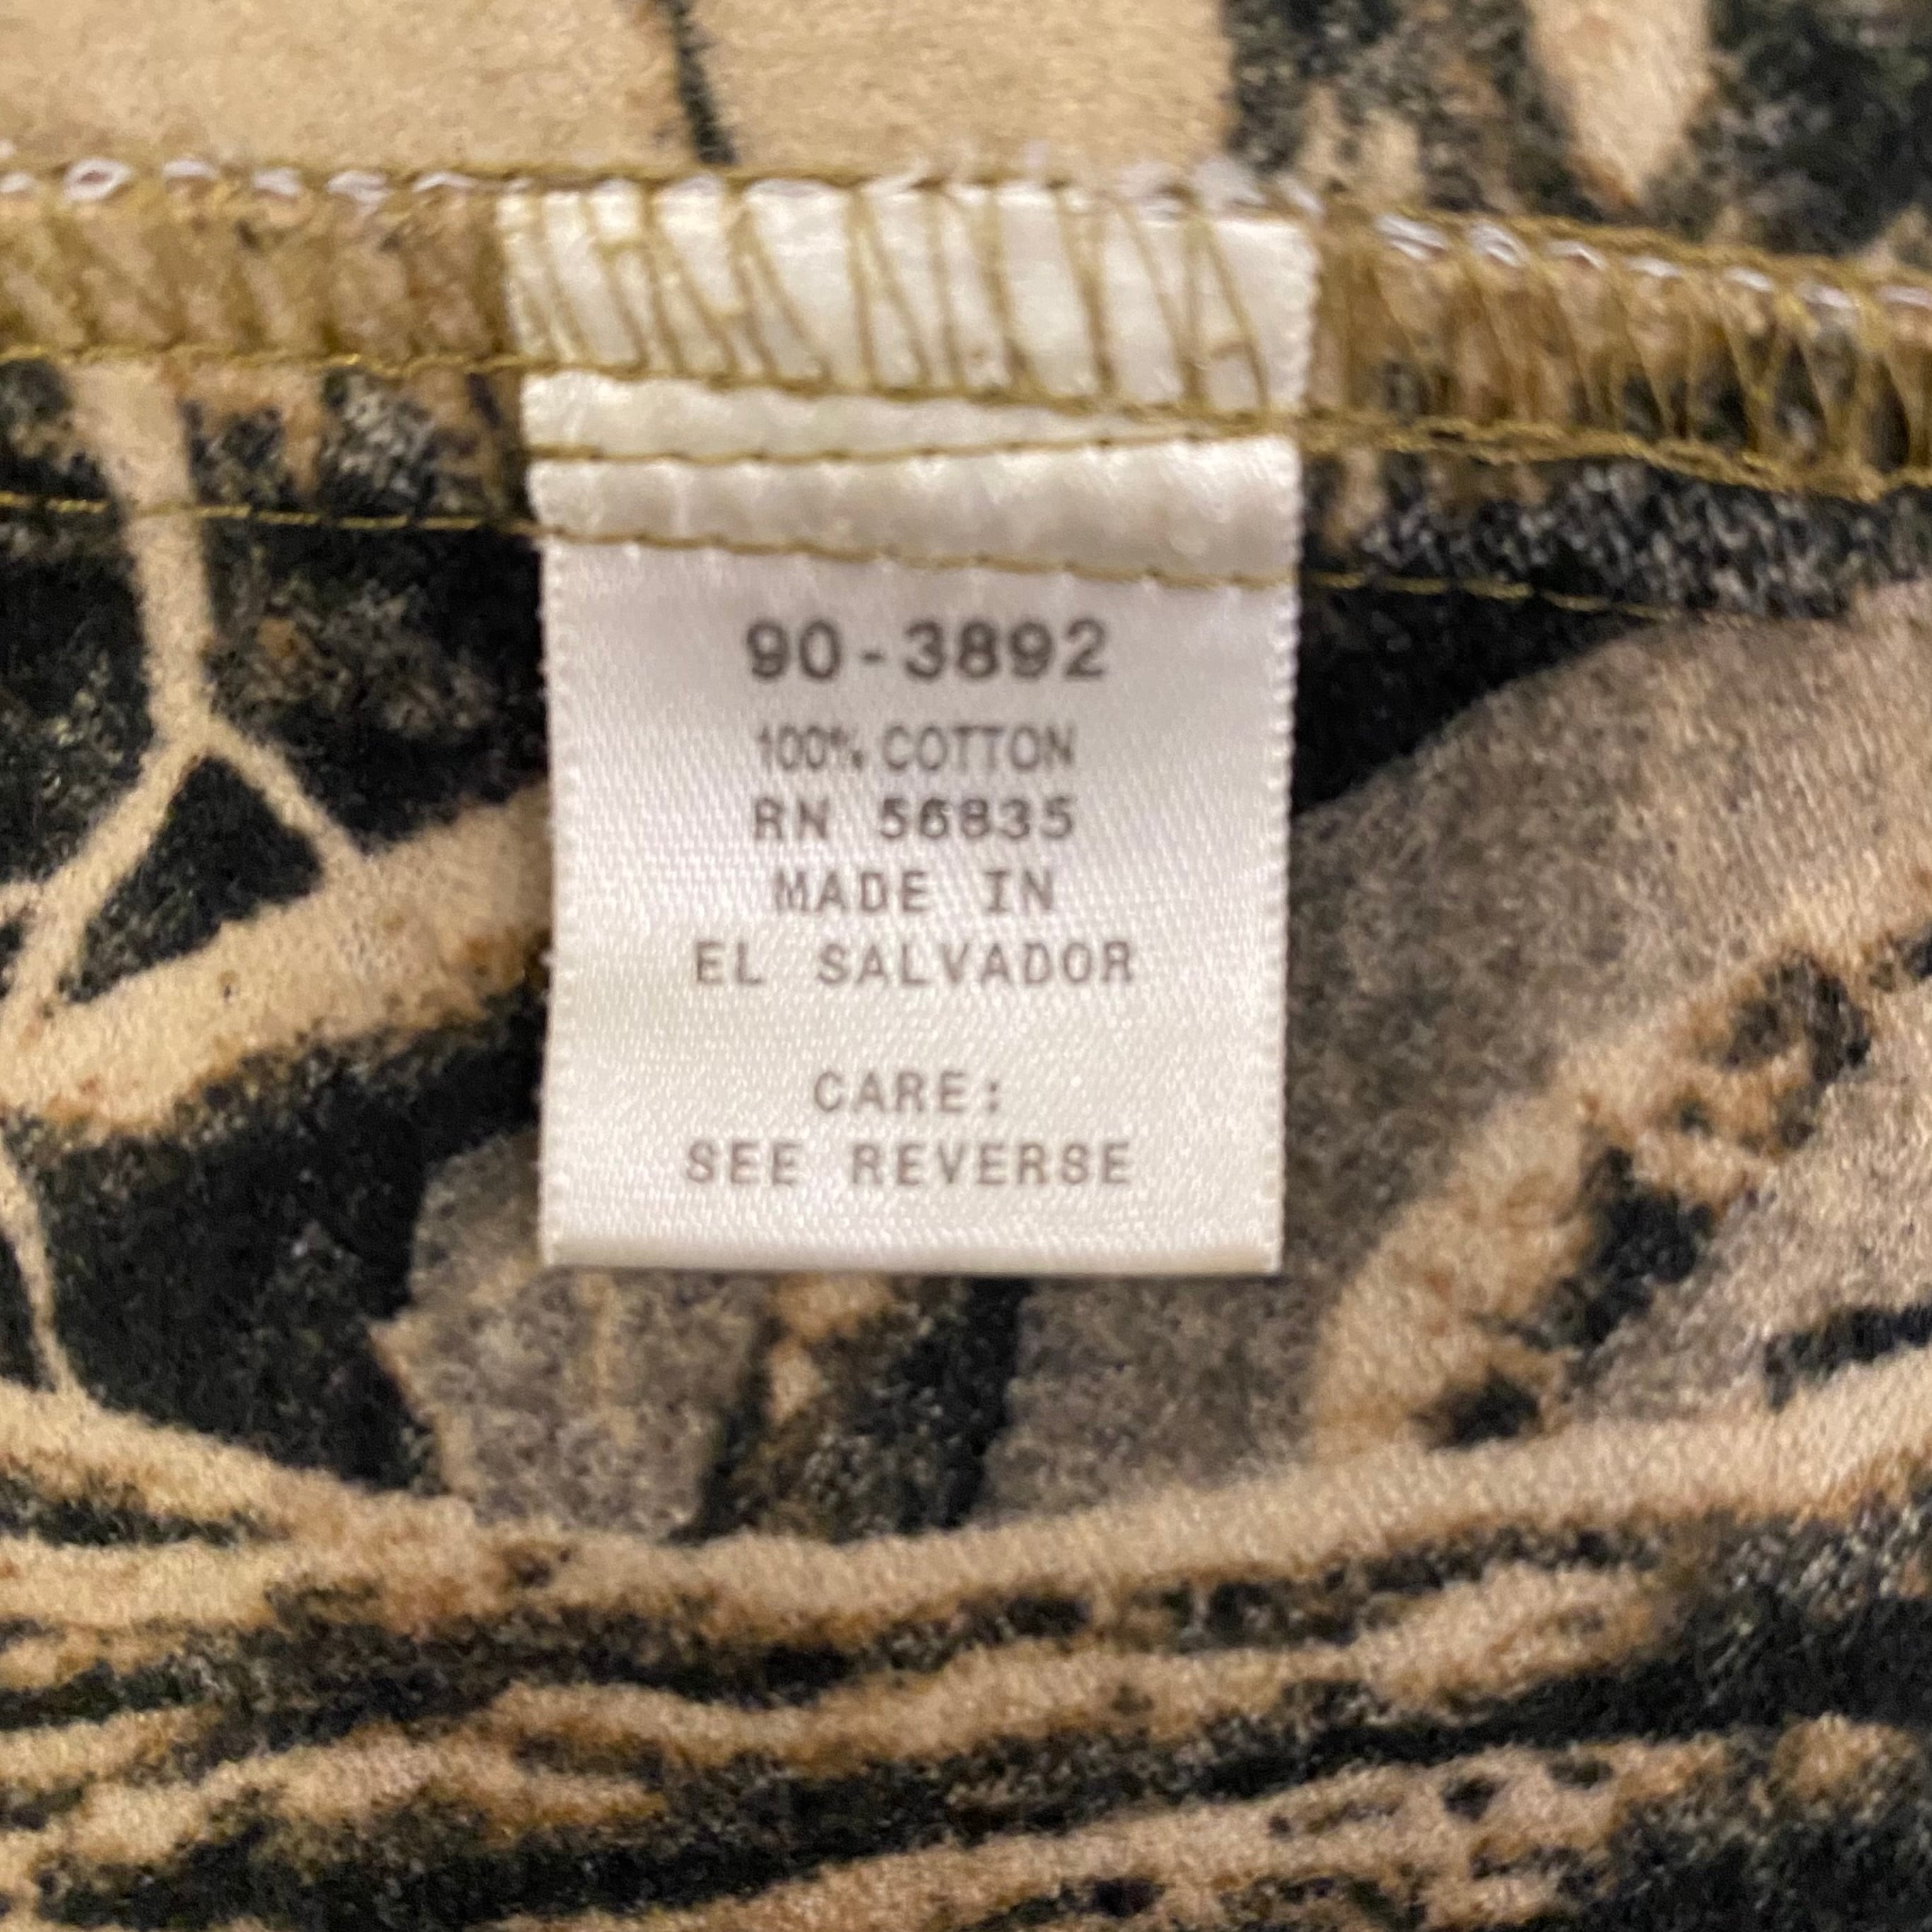 90-3892
100% COTTON
RN 56835
MADE IN
EL SALVADOR
CARE:
SEE REVERSE